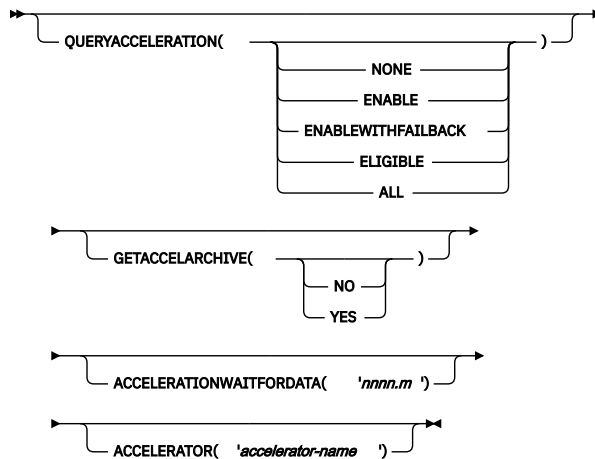 QUERYACCELERATION( )
NONE
ENABLE
ENABLEWITHFAILBACK
ELIGIBLE
ALL
GETACCELARCHIVE( )
NO
YES
ACCELERATIONWAITFORDATA( 'nnnn.m ')
ACCELERATOR( 'accelerator-name ')